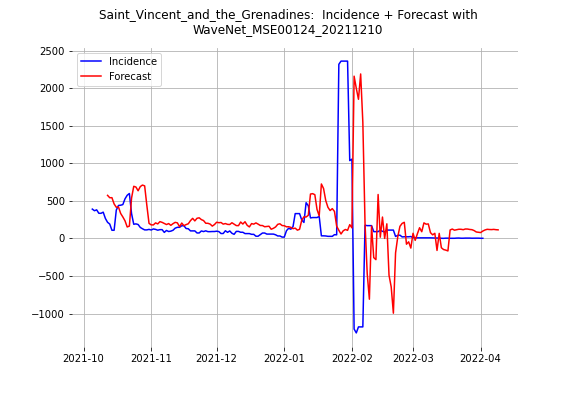 Saint_Vincent_and_the_Grenadines:  Incidence + Forecast with
WaveNet_MSE00124_20211210
Incidence
Forecast
2500
2000
1500
1000
500
0
−500
−1000
2021-10 2021-11 2021-12 2022-01 2022-02 2022-03 2022-04